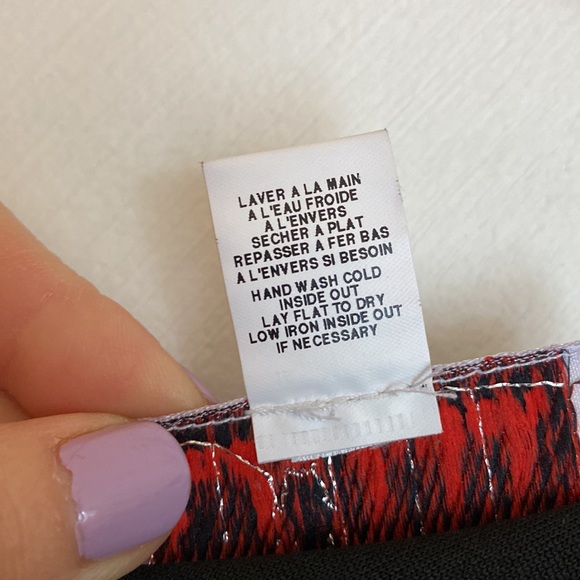 LAVER A LA MAIN
A L'EAU FROIDE
A L'ENVERS
SECHER A PLAT
REPASSER A FER BAS
A L'ENVERS SI BESOIN
HAND WASH COLD
INSIDE OUT
LAY FLAT TO DRY
LOW IRON INSIDE OUT
IF NECESSARY